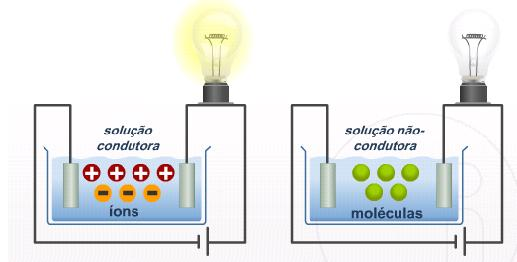 solução
condutora
íons
solução não-
condutora
moléculas